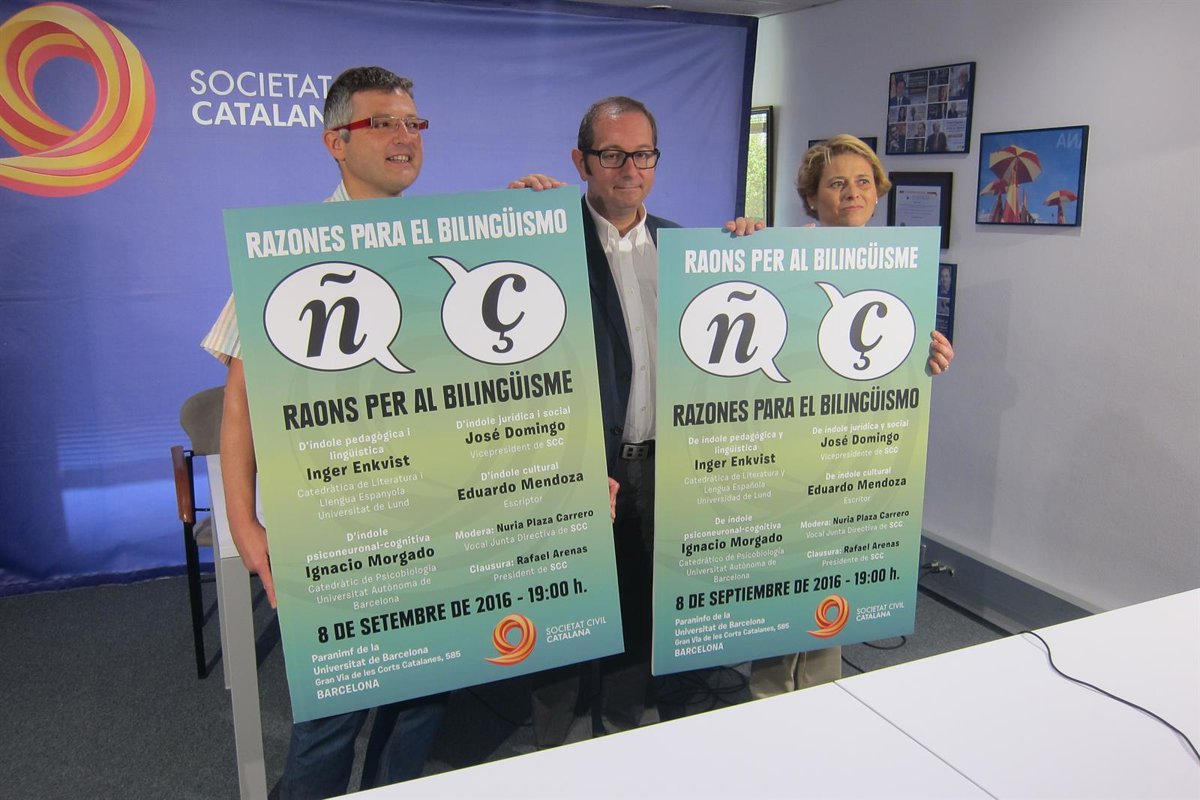 SOCIETAT
CATALANA
RAZONES PARA EL BILINGÜISMO
ñ
ç
RAONS PER AL BILINGÜISME
D'índole pedagògica i
lingüística
Inger Enkvist
Catedràtica de Literatura i
Llengua Espanyola
Universitat de Lund
D'índole jurídica i social
José Domingo
Vicepresident de SCC
D'índole cultural
Eduardo Mendoza
Escriptor
D'índole
psiconeuronal-cognitiva
Ignacio Morgado
Catedràtic de Psicobiologia
Universitat Autònoma de
Barcelona
Modera: Nuria Plaza Carrero
Vocal Junta Directiva de SCC
Clausura: Rafael Arenas
President de SCC
8 DE SETEMBRE DE 2016 - 19:00 h.
Paranimf de la
Universitat de Barcelona
Gran Via de les Corts Catalanes, 585
BARCELONA
SOCIETAT CIVIL
CATALANA
RAONS PER AL BILINGÜISME
ñ
ç
RAZONES PARA EL BILINGÜISMO
De índole pedagógica y
lingüística
Inger Enkvist
Catedrática de Literatura y
Lengua Española
Universidad de Lund
De índole jurídica y social
José Domingo
Vicepresidente de SCC
De índole cultural
Eduardo Mendoza
Escritor
De índole
psiconeuronal-cognitiva
Ignacio Morgado
Catedrático de Psicobiología
Universitat Autònoma de
Barcelona
Modera: Nuria Plaza Carrero
Vocal Junta Directiva de SCC
Clausura: Rafael Arenas
Presidente de SCC
8 DE SEPTIEMBRE DE 2016 - 19:00 h.
Paraninfo de la
Universitat de Barcelona
Gran Vía de les Corts Catalanes, 585
BARCELONA
SOCIETAT CIVIL
CATALANA